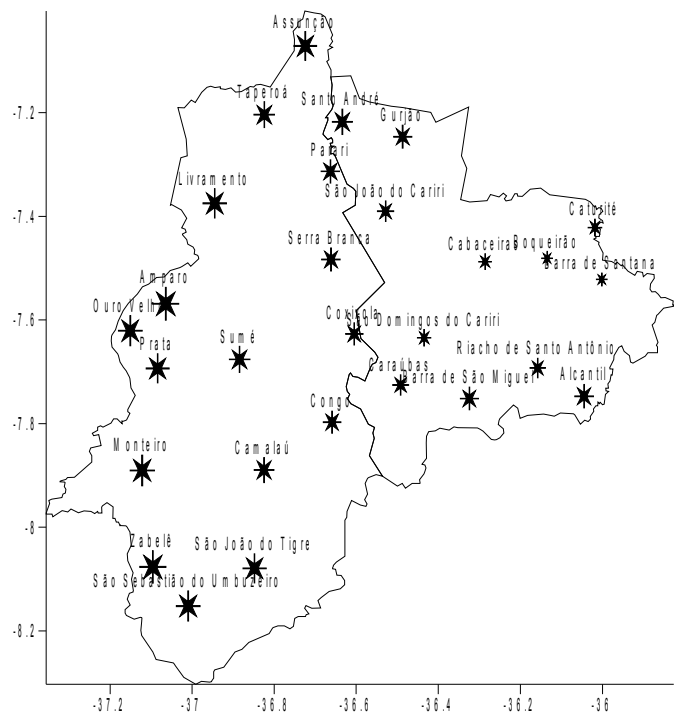 Assunção
-7.2
Taperoá
Santo André
Gurjão
Parari
Livramento
São João do Cariri
-7.4
Caturité
Serra Branca
Cabaceiras
Boqueirão
Barra de Santana
Amparo
Ouro Velho
-7.6
Coxixola
São Domingos do Cariri
Prata
Sumé
Riacho de Santo Antônio
Caraúbas
Barra de São Miguel
Alcantil
-7.8
Congo
Monteiro
Camalaú
-8
Zabelê
São João do Tigre
São Sebastião do Umbuzeiro
-8.2
-37.2 -37 -36.8 -36.6 -36.4 -36.2 -36